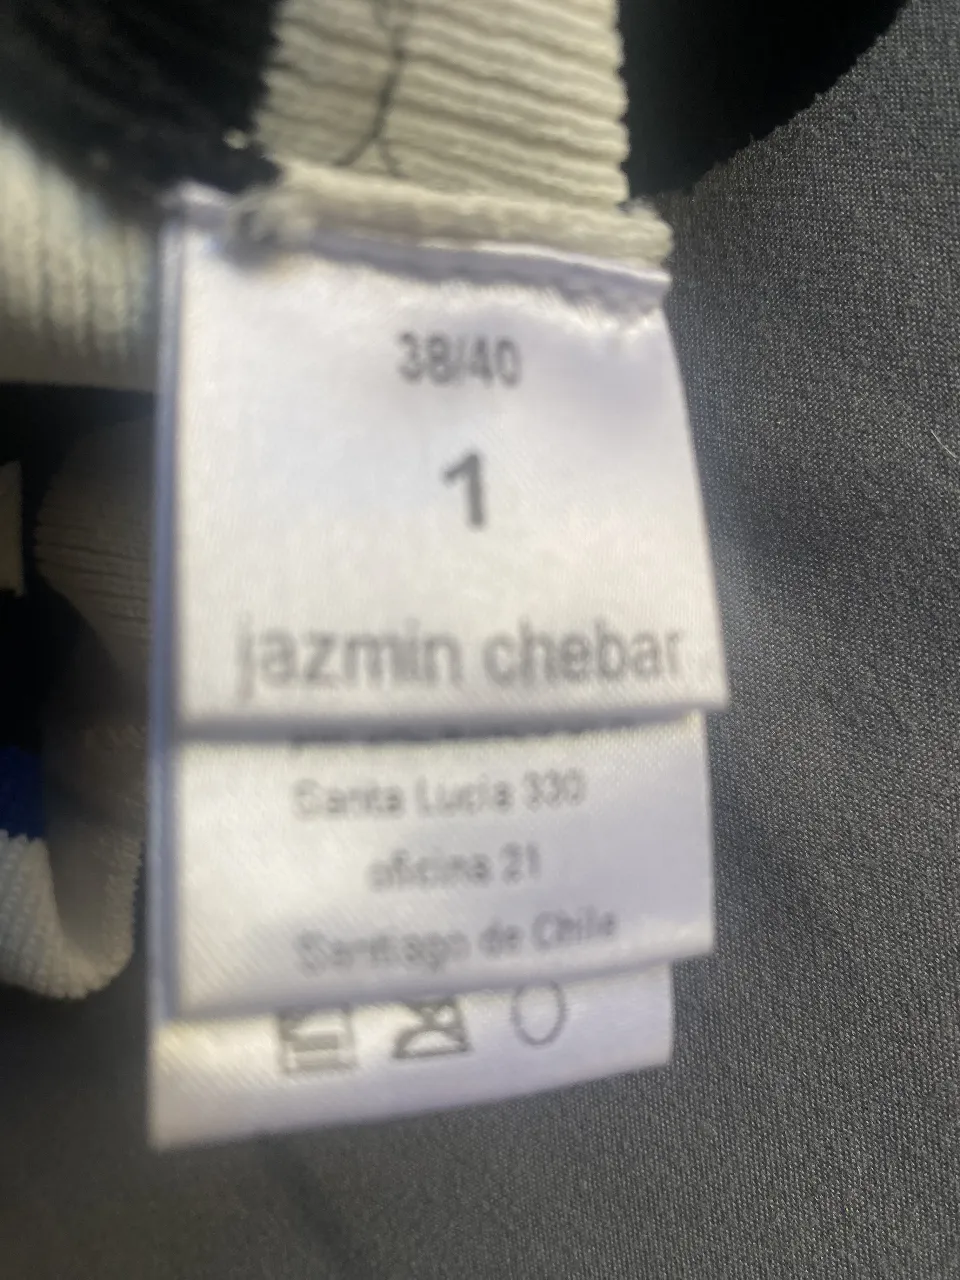 38/40
1
jazmin chebar
Santa Lucia 330
oficina 21
Santiago de Chile